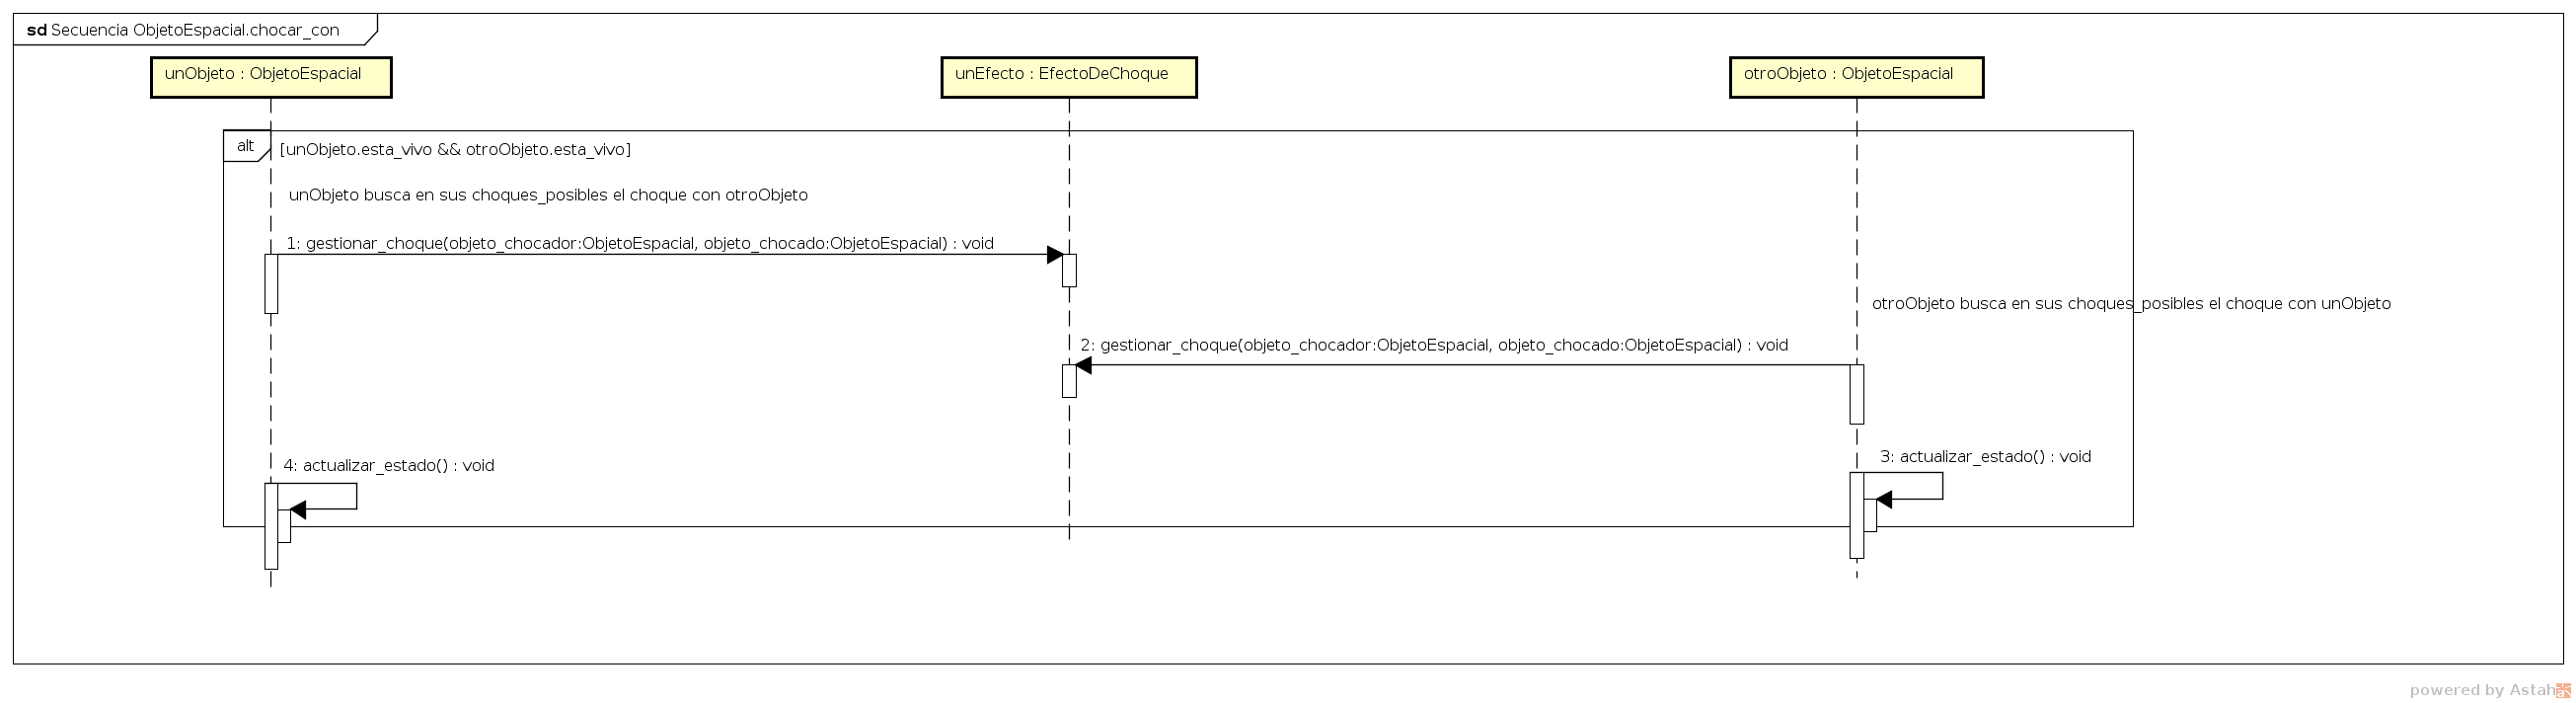 sd Secuencia ObjetoEspacial.chocar_con
unObjeto : ObjetoEspacial
unEfecto : EfectoDeChoque
otroObjeto : ObjetoEspacial
alt
[unObjeto.esta_vivo && otroObjeto.esta_vivo]
unObjeto busca en sus choques_posibles el choque con otroObjeto
1: gestionar_choque(objeto_chocador:ObjetoEspacial, objeto_chocado:ObjetoEspacial) : void
otroObjeto busca en sus choques_posibles el choque con unObjeto
2: gestionar_choque(objeto_chocador:ObjetoEspacial, objeto_chocado:ObjetoEspacial) : void
3: actualizar_estado() : void
4: actualizar_estado() : void
powered by Astah